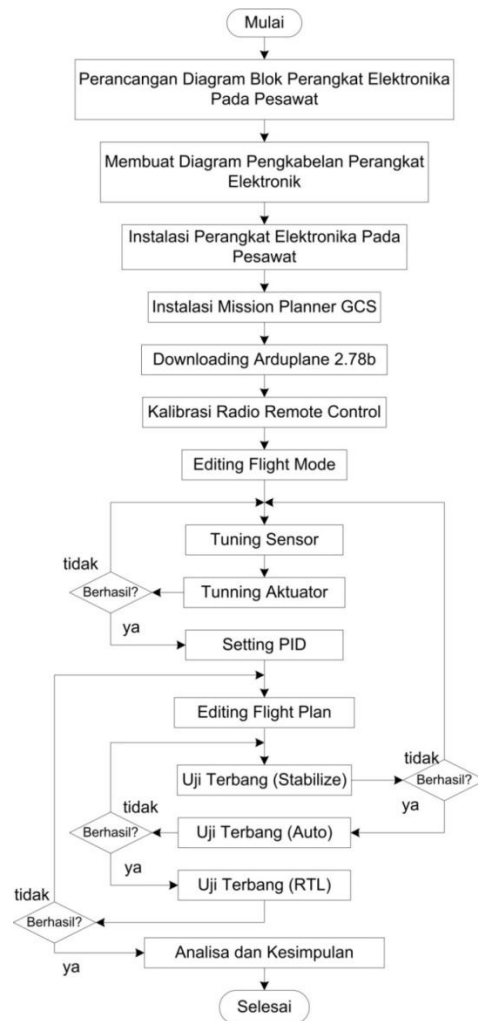 Mulai
Perancangan Diagram Blok Perangkat Elektronika
Pada Pesawat
Membuat Diagram Pengkabelan Perangkat
Elektronik
Instalasi Perangkat Elektronika Pada
Pesawat
Instalasi Mission Planner GCS
Downloading Arduplane 2.78b
Kalibrasi Radio Remote Control
Editing Flight Mode
Tuning Sensor
tidak
Berhasil?
Tunning Aktuator
ya
Setting PID
Editing Flight Plan
tidak
Uji Terbang (Stabilize)
Berhasil?
ya
tidak
Berhasil?
Uji Terbang (Auto)
ya
Uji Terbang (RTL)
tidak
Berhasil?
ya
Analisa dan Kesimpulan
Selesai